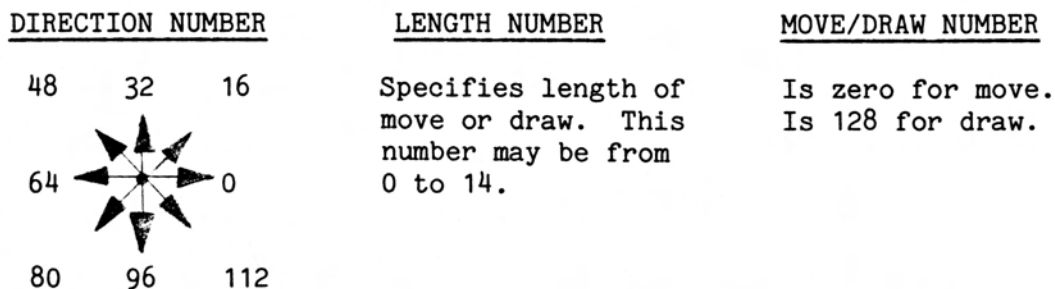 DIRECTION NUMBER
48 32 16
64 0
80 96 112
LENGTH NUMBER
Specifies length of
move or draw. This
number may be from
0 to 14.
MOVE/DRAW NUMBER
Is zero for move.
Is 128 for draw.